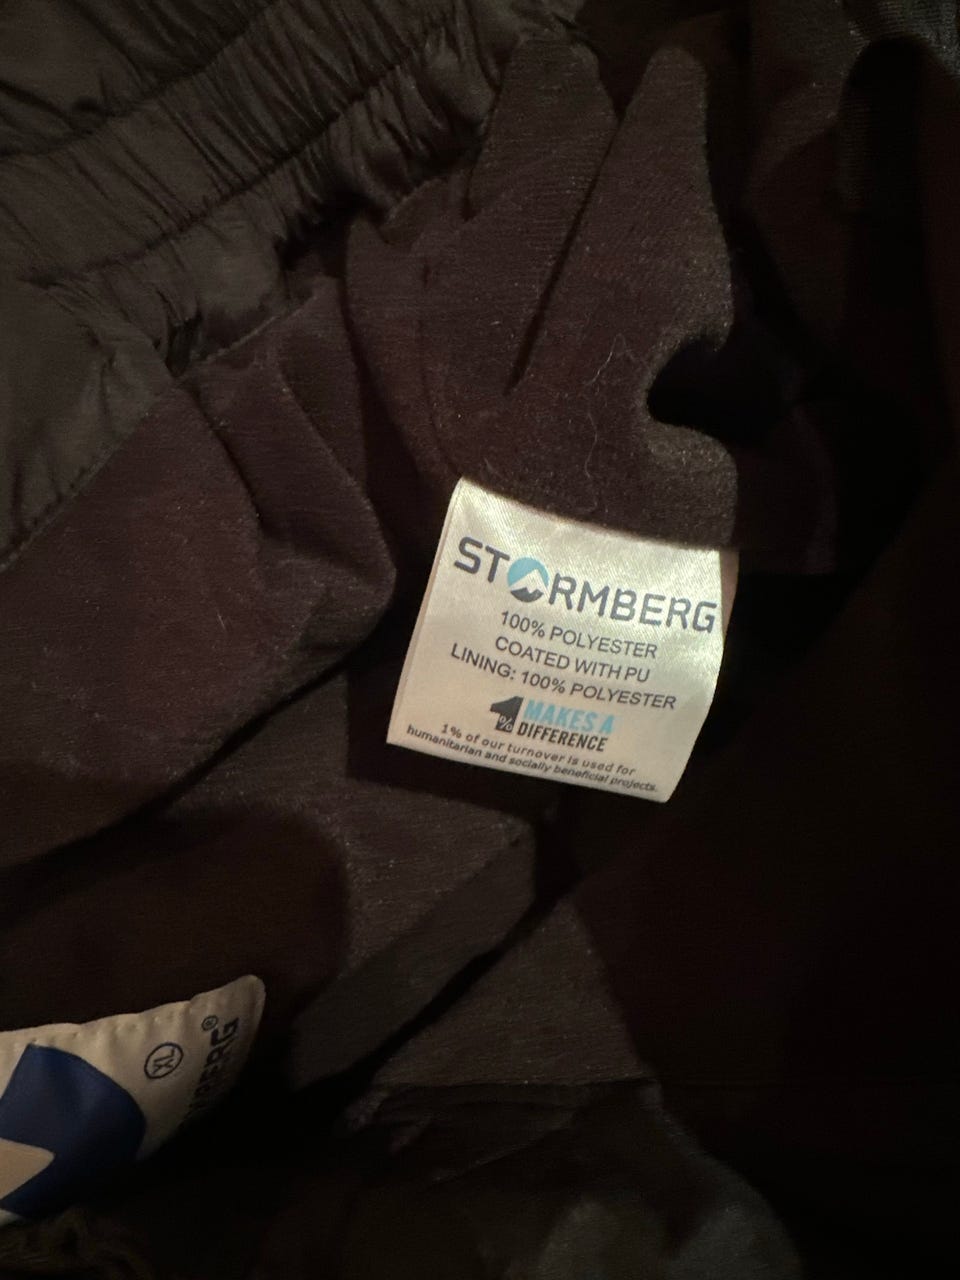 STORMBERG
100% POLYESTER
COATED WITH PU
LINING: 100% POLYESTER
1% MAKES A
DIFFERENCE
1% of our turnover is used for
humanitarian and socially beneficial projects.
XL